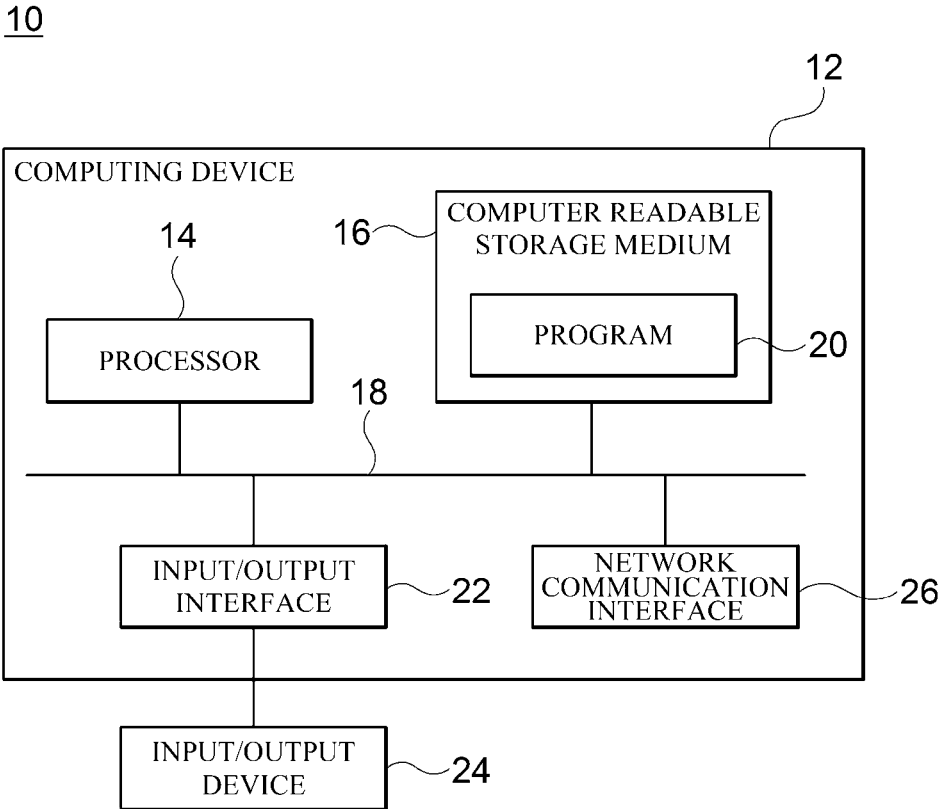 10
12
COMPUTING DEVICE
14
PROCESSOR
16
COMPUTER READABLE
STORAGE MEDIUM
PROGRAM
20
18
INPUT/OUTPUT
INTERFACE
22
NETWORK
COMMUNICATION
INTERFACE
26
INPUT/OUTPUT
DEVICE
24